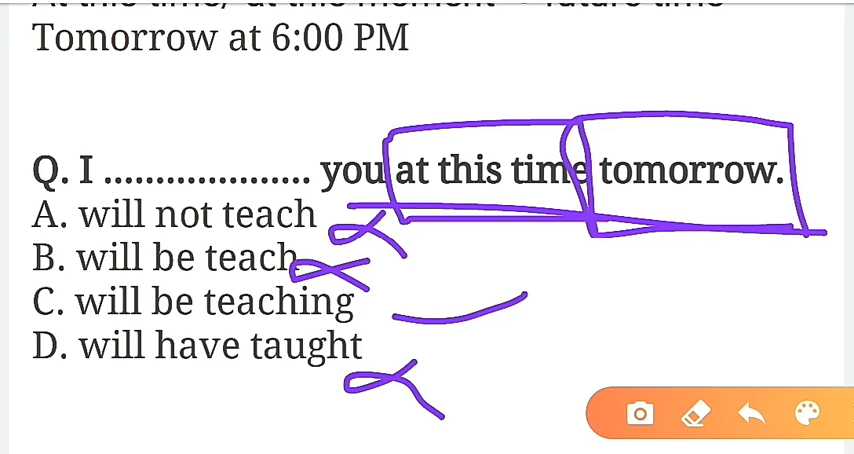 Tomorrow at 6:00 PM
Q. I .................... you at this time tomorrow.
A. will not teach
B. will be teach
C. will be teaching
D. will have taught